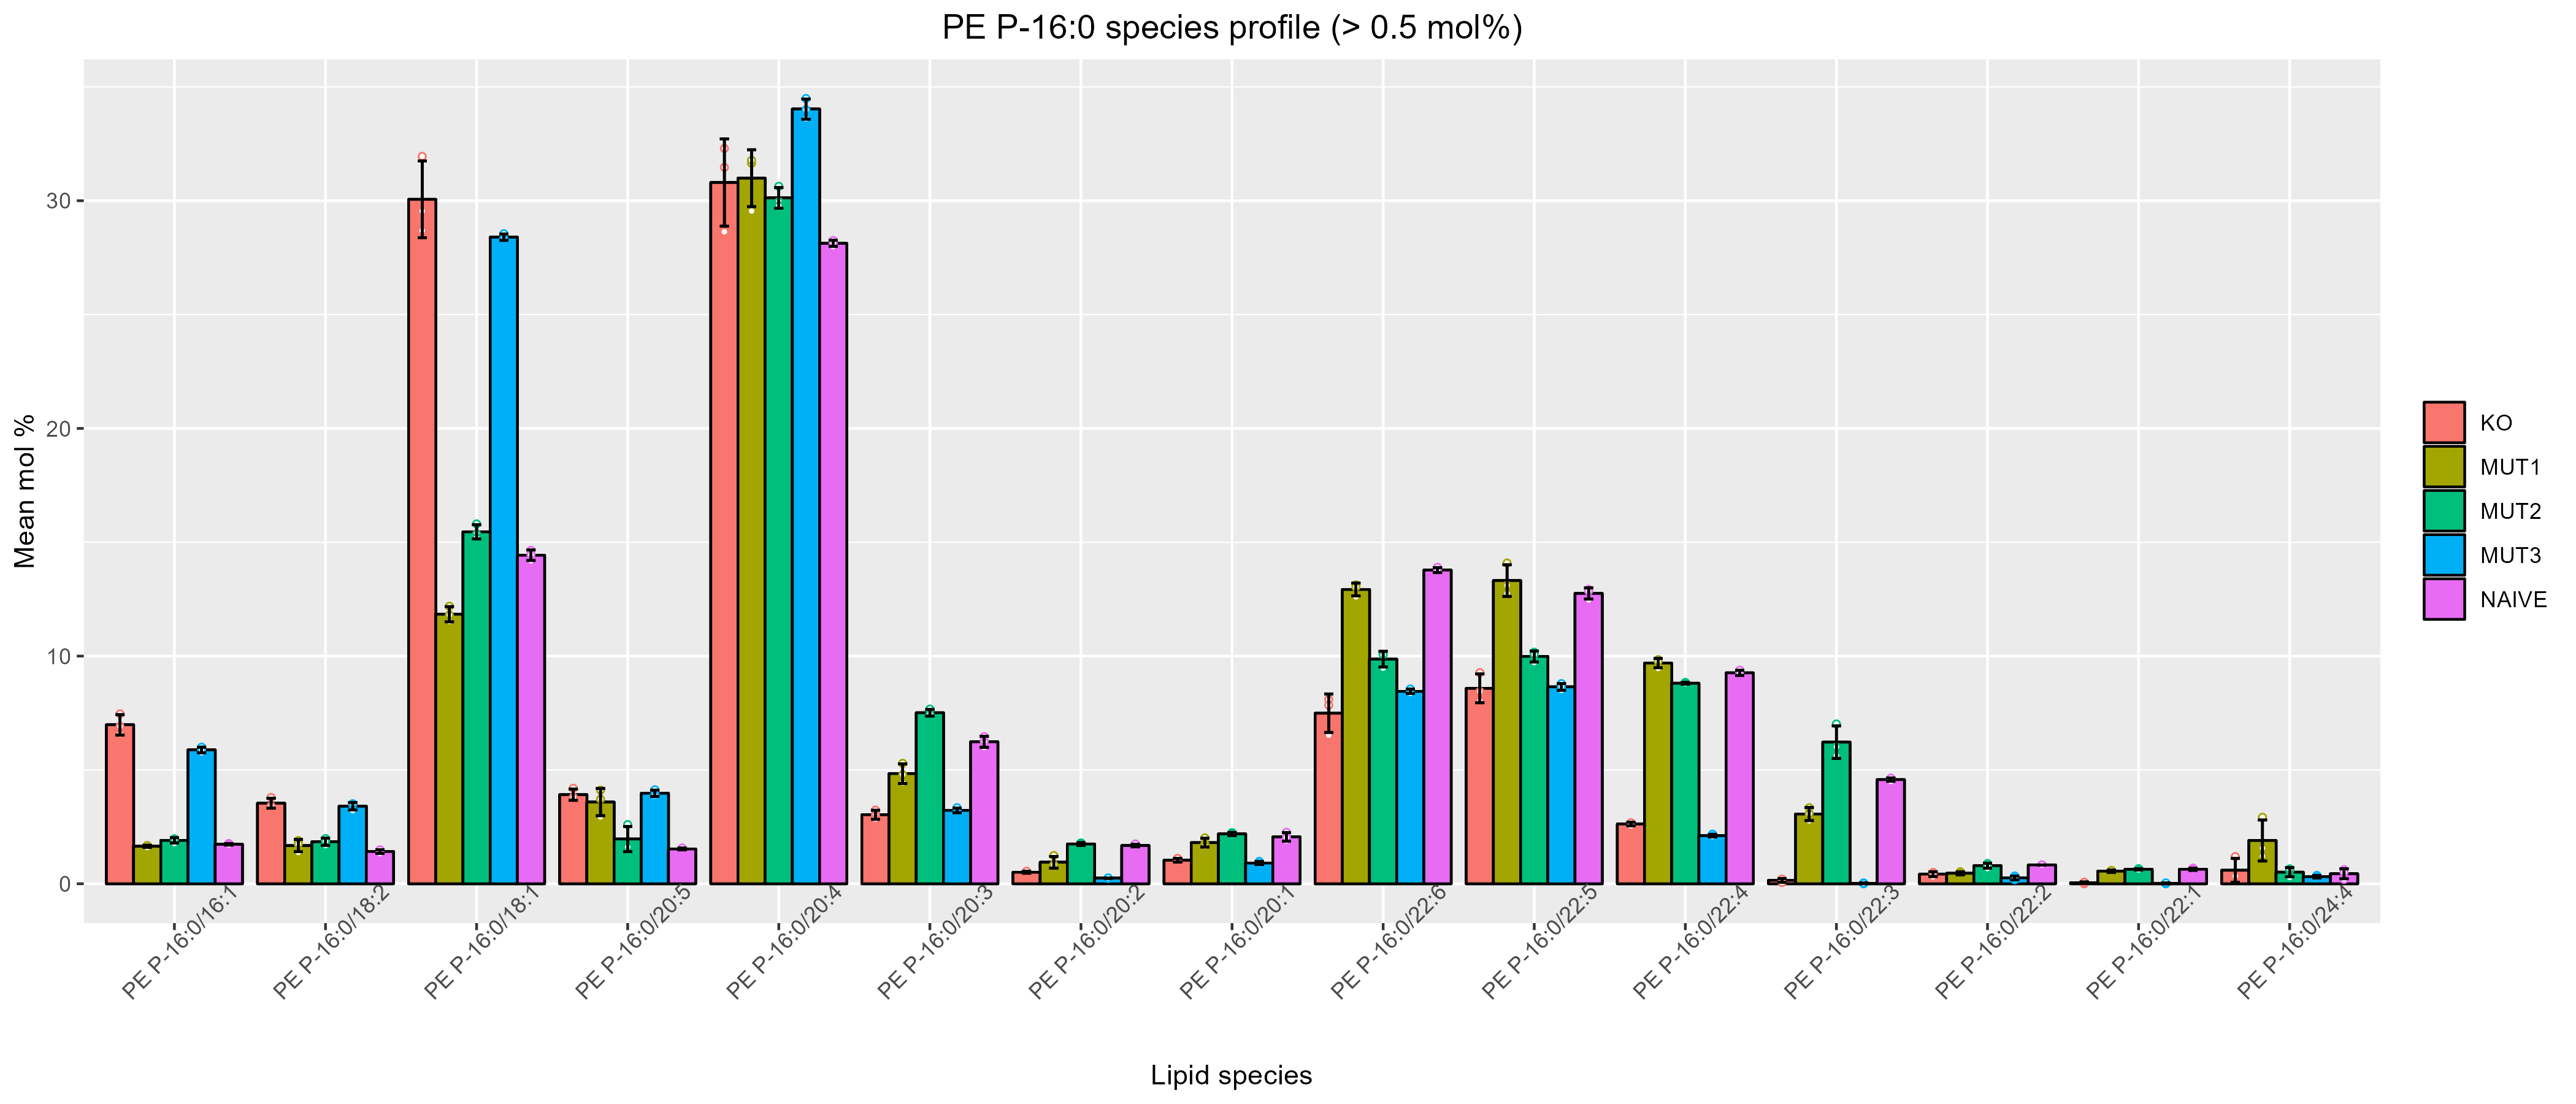 PE P-16:0 species profile (> 0.5 mol%)
Mean mol %
30
20
10
0
PE P-16:0/16:1
PE P-16:0/18:2
PE P-16:0/18:1
PE P-16:0/20:5
PE P-16:0/20:4
PE P-16:0/20:3
PE P-16:0/20:2
PE P-16:0/20:1
PE P-16:0/22:6
PE P-16:0/22:5
PE P-16:0/22:4
PE P-16:0/22:3
PE P-16:0/22:2
PE P-16:0/22:1
PE P-16:0/24:4
Lipid species
KO
MUT1
MUT2
MUT3
NAIVE